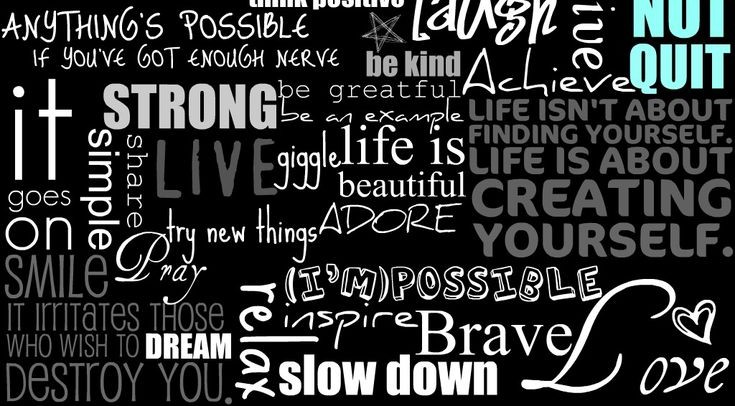 think positive
laugh
ive
NOT
QUIT
ANYTHING'S POSSIBLE
IF YOU'VE GOT ENOUGH NERVE
be kind
Achieve
it
goes
on
simple
STRONG
share
LIVE
be greatful
be an example
giggle
life is
beautiful
ADORE
try new things
Pray
LIFE ISN'T ABOUT
FINDING YOURSELF.
LIFE IS ABOUT
CREATING
YOURSELF.
SMILE
IT IRRITATES THOSE
WHO WISH TO
DREAM
DESTROY YOU.
relax
(I'M)POSSIBLE
inspire
Brave
slow down
Love